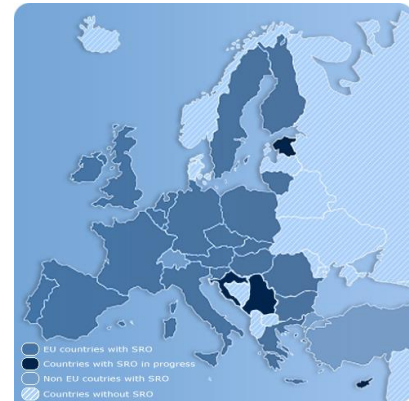 EU countries with SRO
Countries with SRO in progress
Non EU coutries with SRO
Countries without SRO